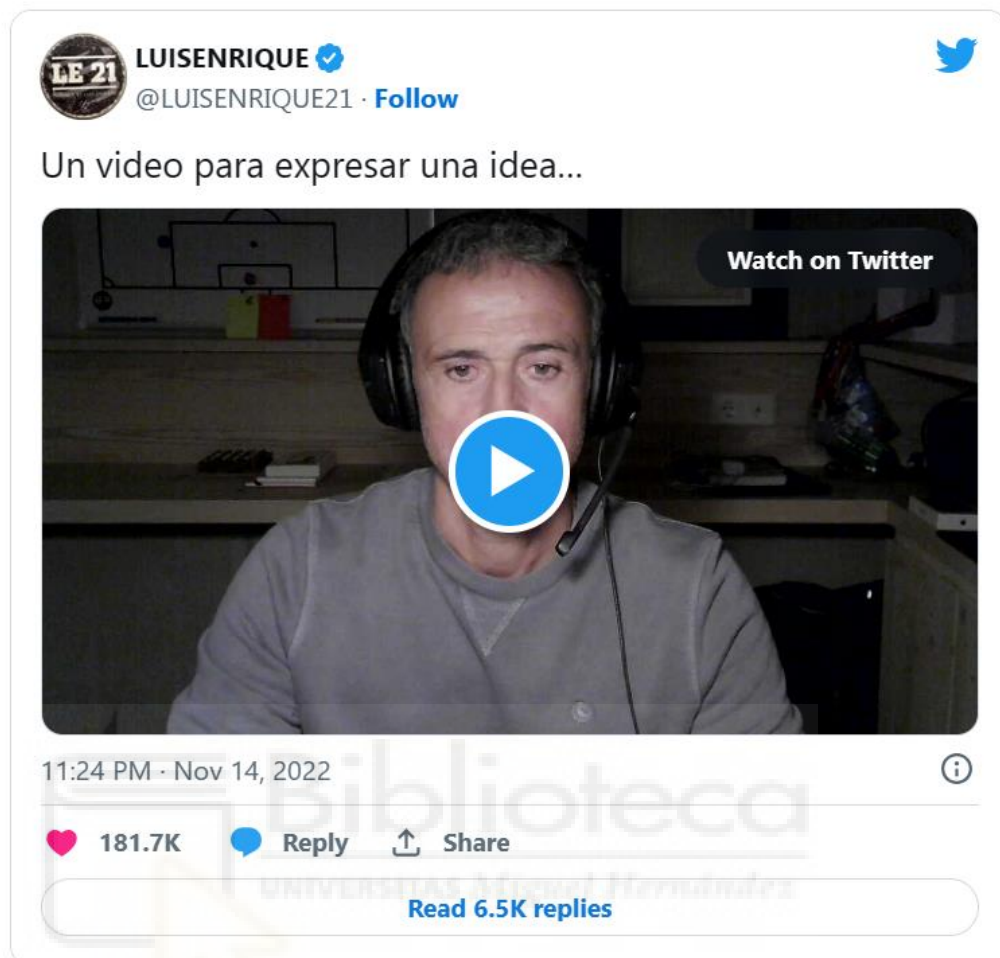 LE 21
LUISENRIQUE
@LUISENRIQUE21 · Follow
Un video para expresar una idea...
Watch on Twitter
11:24 PM · Nov 14, 2022
Biblioteca
181.7K Reply Share
UNIVERSITAS Miguel Hernández
Read 6.5K replies